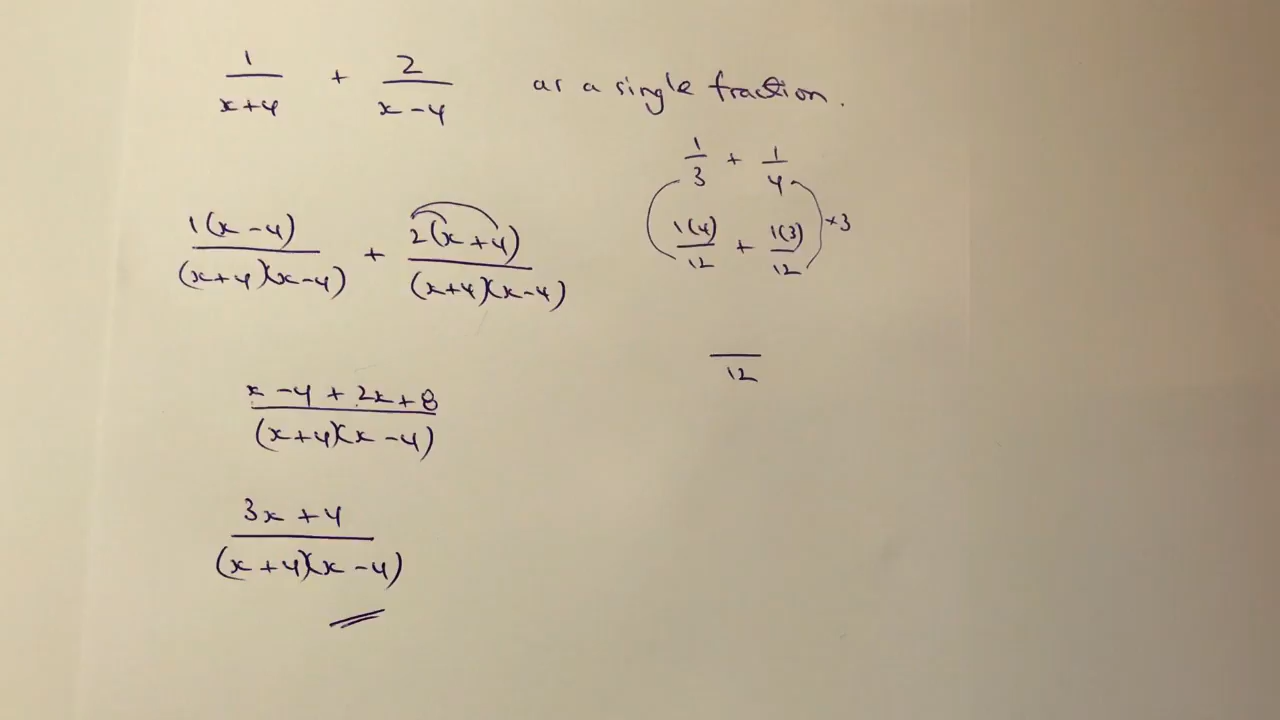 1/(x+4) + 2/(x-4) as a single fraction.
1/3 + 1/4
1(4)/12 + 1(3)/12 ×3
/12
1(x-4)/(x+4)(x-4) + 2(x+4)/(x+4)(x-4)
x-4+2x+8/(x+4)(x-4)
3x+4/(x+4)(x-4)